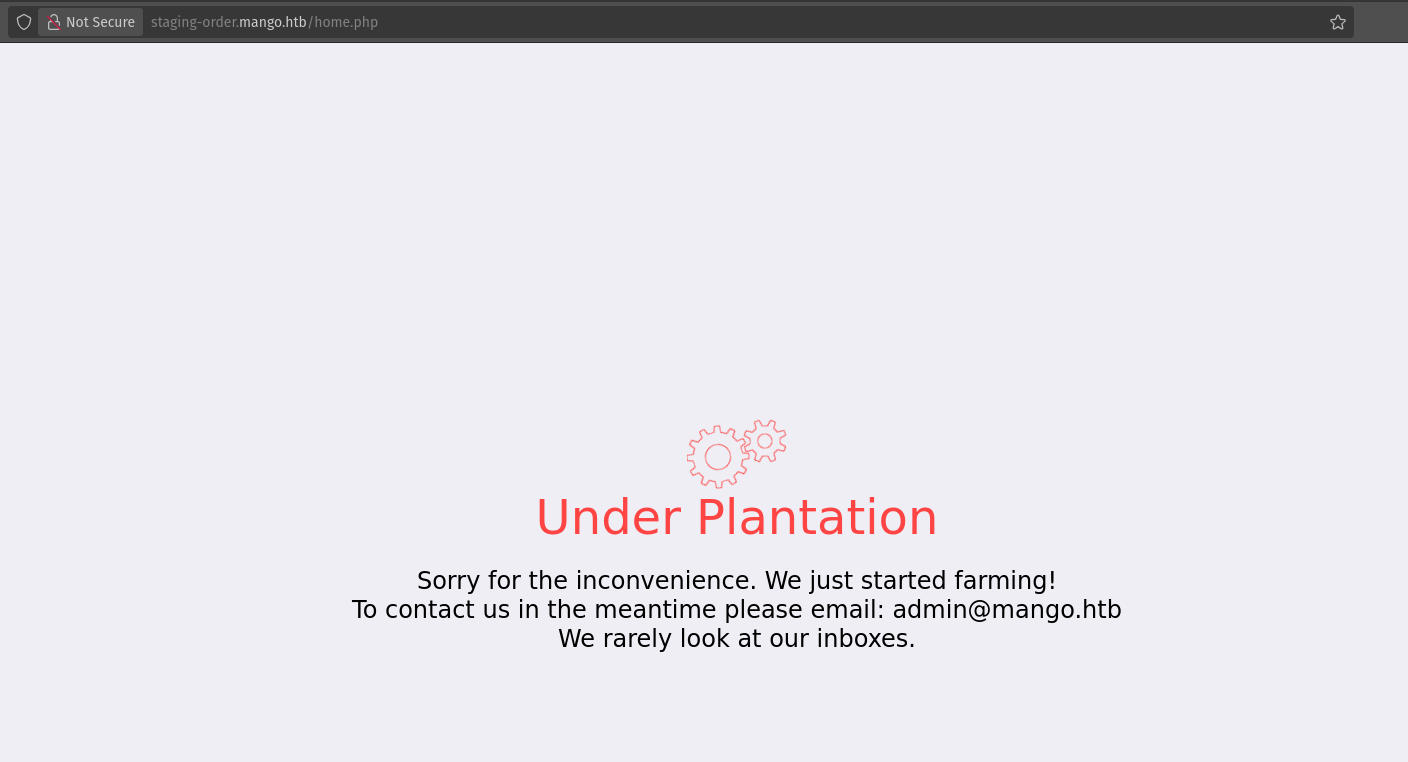 Not Secure staging-order.mango.htb/home.php
Under Plantation
Sorry for the inconvenience. We just started farming!
To contact us in the meantime please email: admin@mango.htb
We rarely look at our inboxes.